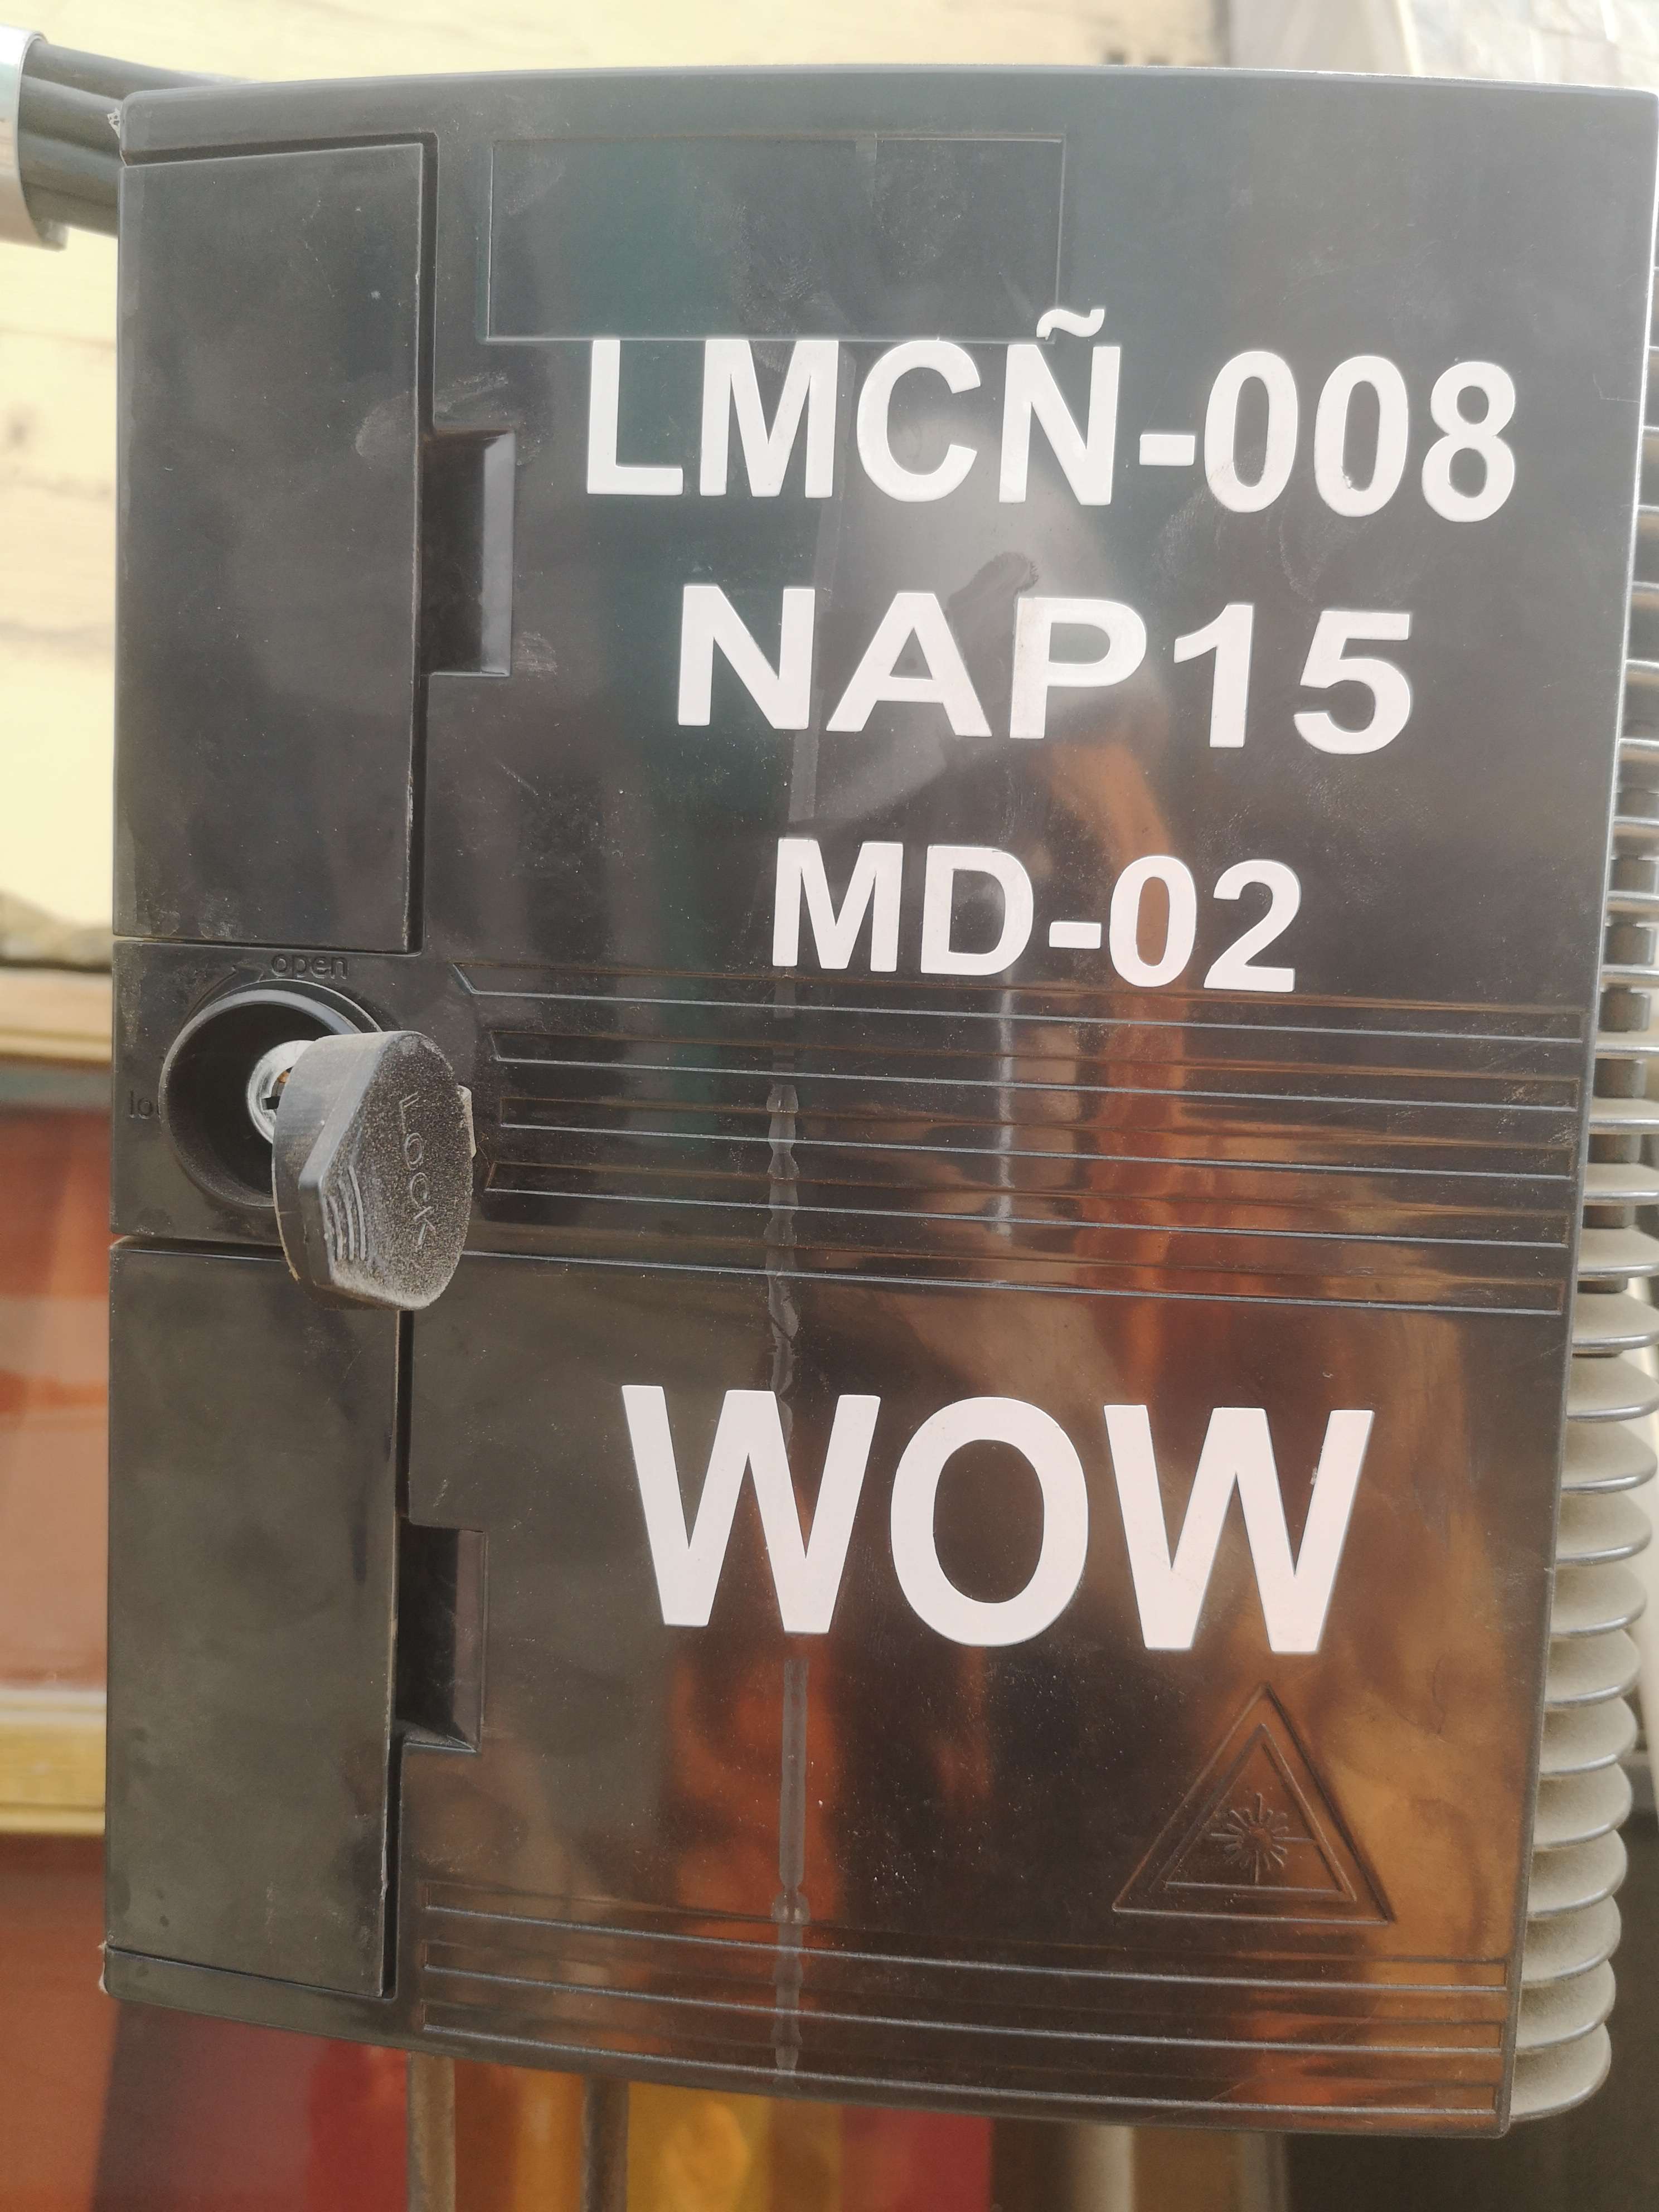 LMCÑ-008
NAP15
MD-02
open
LOCK
WOW